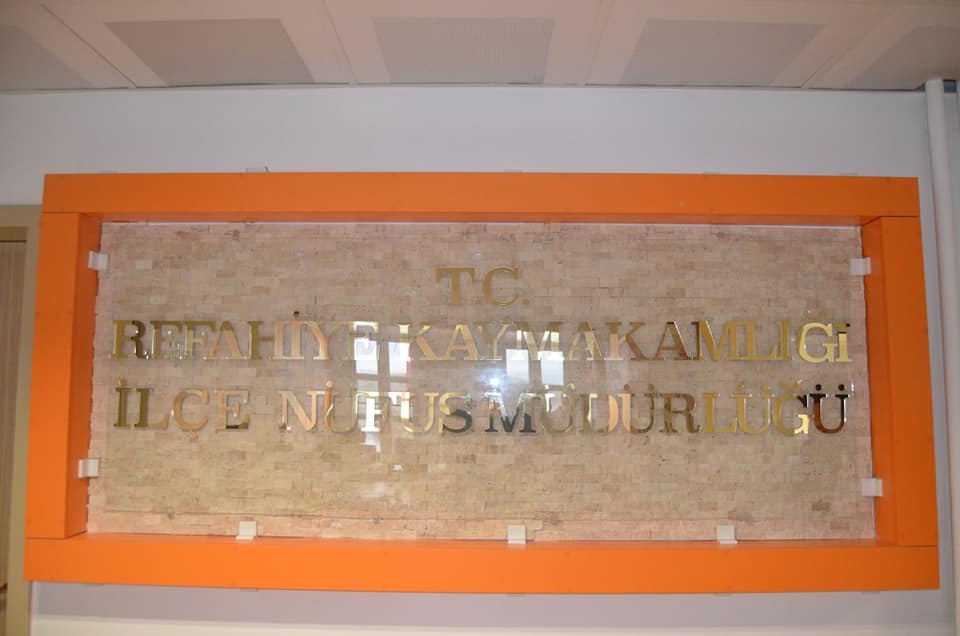 T.C.
REFAHİYE KAYMAKAMLIĞİ
İLÇE NÜFUS MÜDÜRLÜĞÜ